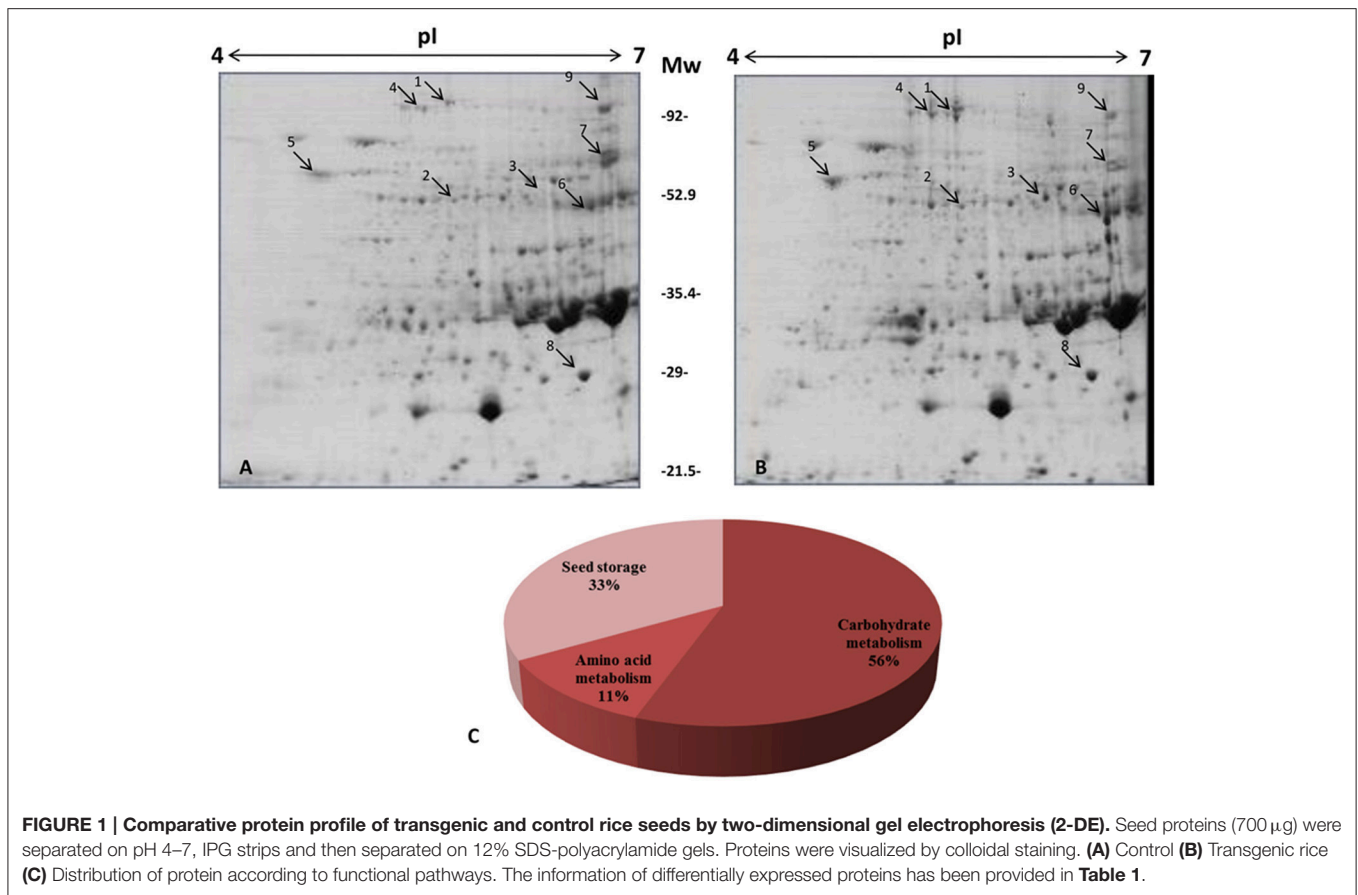 pI
4
7
Mw
pI
4
7
1
4
9
7
5
3
2
6
8
A
-92-
-52.9
-35.4-
-29-
-21.5-
4
1
9
7
5
3
2
6
8
B
Seed storage
33%
Carbohydrate
metabolism
56%
Amino acid
metabolism
11%
C
FIGURE 1 | Comparative protein profile of transgenic and control rice seeds by two-dimensional gel electrophoresis (2-DE). Seed proteins (700 μg) were
separated on pH 4–7, IPG strips and then separated on 12% SDS-polyacrylamide gels. Proteins were visualized by colloidal staining. (A) Control (B) Transgenic rice
(C) Distribution of protein according to functional pathways. The information of differentially expressed proteins has been provided in Table 1.